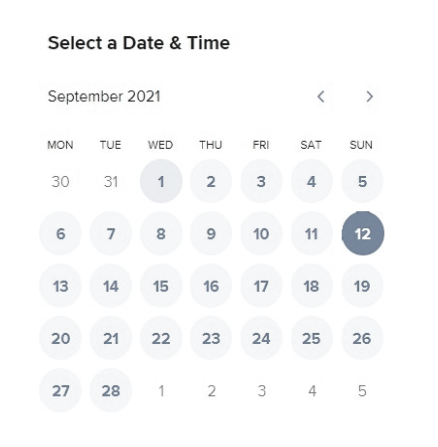 Select a Date & Time
September 2021
MON TUE WED THU FRI SAT SUN
30 31 1 2 3 4 5
6 7 8 9 10 11 12
13 14 15 16 17 18 19
20 21 22 23 24 25 26
27 28 1 2 3 4 5